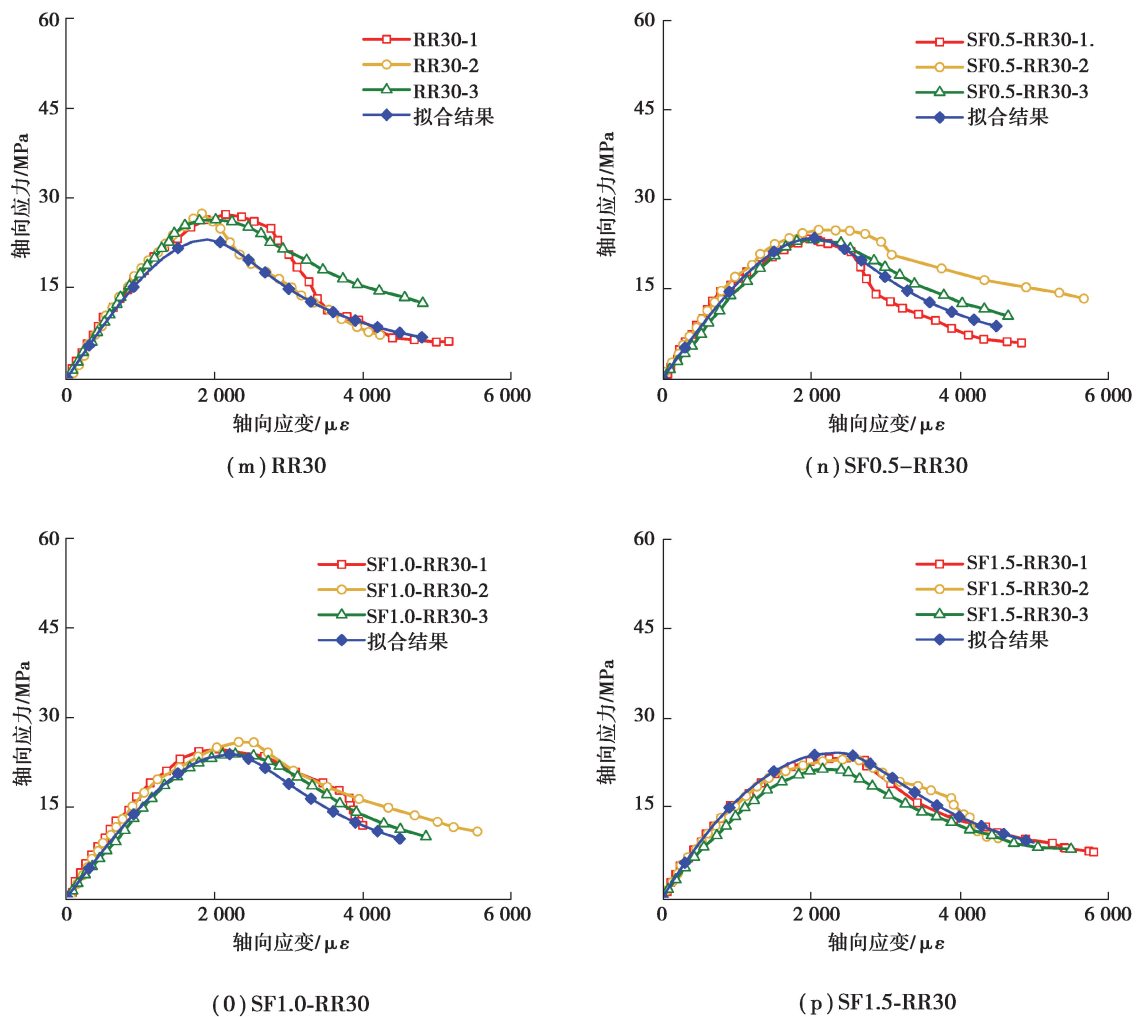 60
45
30
15
轴向应力/MPa
RR30-1
RR30-2
RR30-3
拟合结果
0
2 000
4 000
6 000
轴向应变/με
(m)RR30
60
45
30
15
轴向应力/MPa
SF0.5-RR30-1.
SF0.5-RR30-2
SF0.5-RR30-3
拟合结果
0
2 000
4 000
6 000
轴向应变/με
(n)SF0.5-RR30
60
45
30
15
轴向应力/MPa
SF1.0-RR30-1
SF1.0-RR30-2
SF1.0-RR30-3
拟合结果
0
2 000
4 000
6 000
轴向应变/με
(0)SF1.0-RR30
60
45
30
15
轴向应力/MPa
SF1.5-RR30-1
SF1.5-RR30-2
SF1.5-RR30-3
拟合结果
0
2 000
4 000
6 000
轴向应变/με
(p)SF1.5-RR30